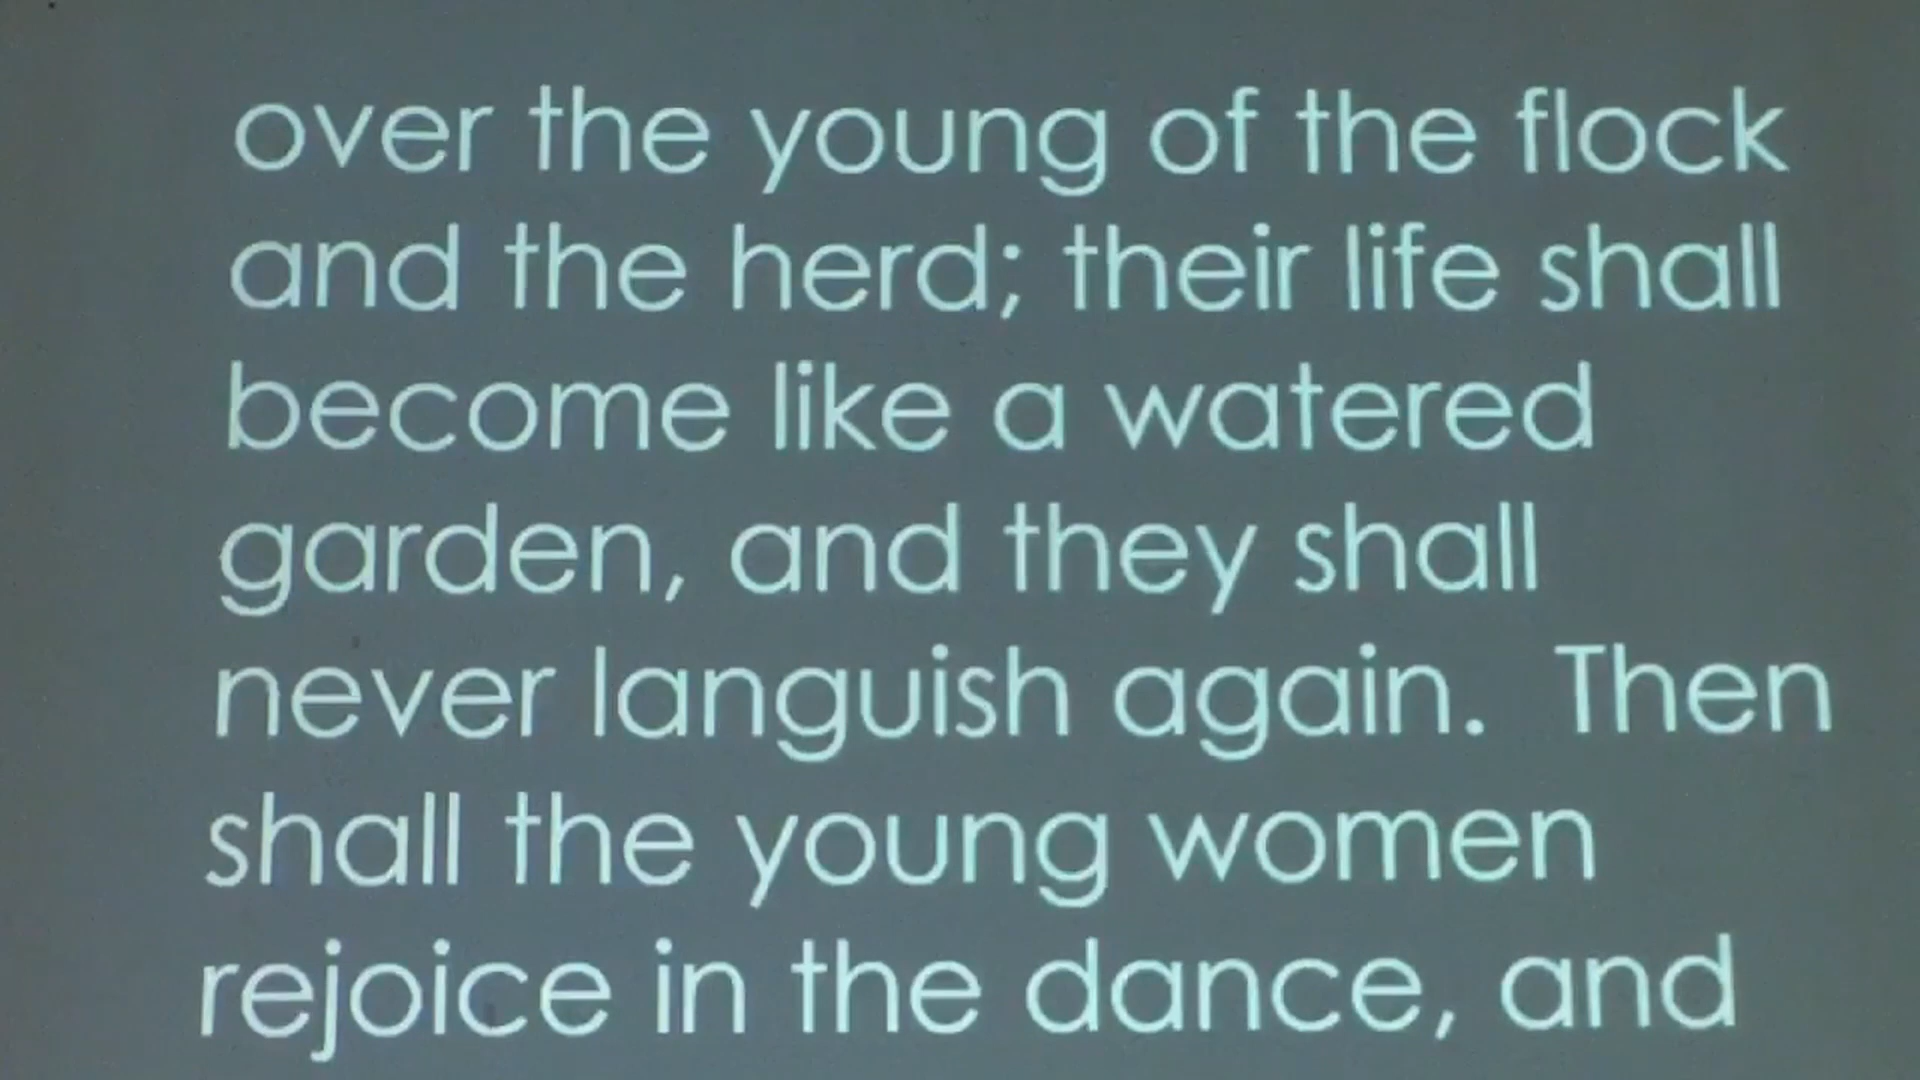 over the young of the flock
and the herd; their life shall
become like a watered
garden, and they shall
never languish again.  Then
shall the young women
rejoice in the dance, and